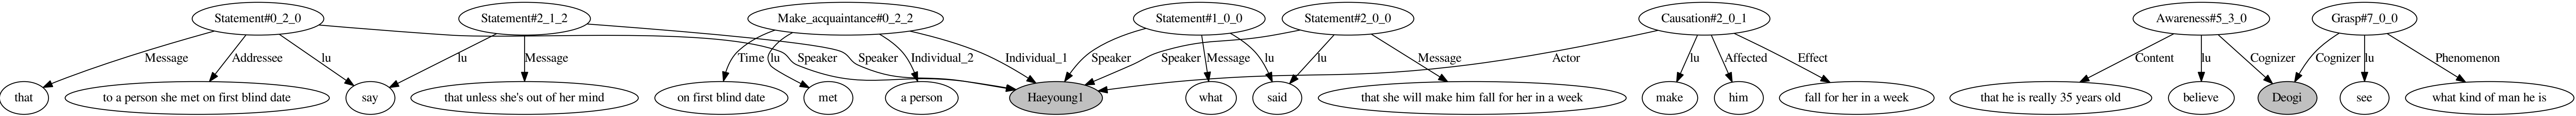 Statement#0_2_0 Statement#2_1_2 Make_acquaintance#0_2_2 Statement#1_0_0 Statement#2_0_0 Causation#2_0_1 Awareness#5_3_0 Grasp#7_0_0
Message Addressee lu lu Message Speaker Speaker Time lu Individual_2 Individual_1 Speaker Speaker Message lu lu Message Actor lu Affected Effect Content lu Cognizer Cognizer lu Phenomenon
that to a person she met on first blind date say that unless she's out of her mind on first blind date met a person Haeyoung1 what said that she will make him fall for her in a week make him fall for her in a week that he is really 35 years old believe Deogi see what kind of man he is